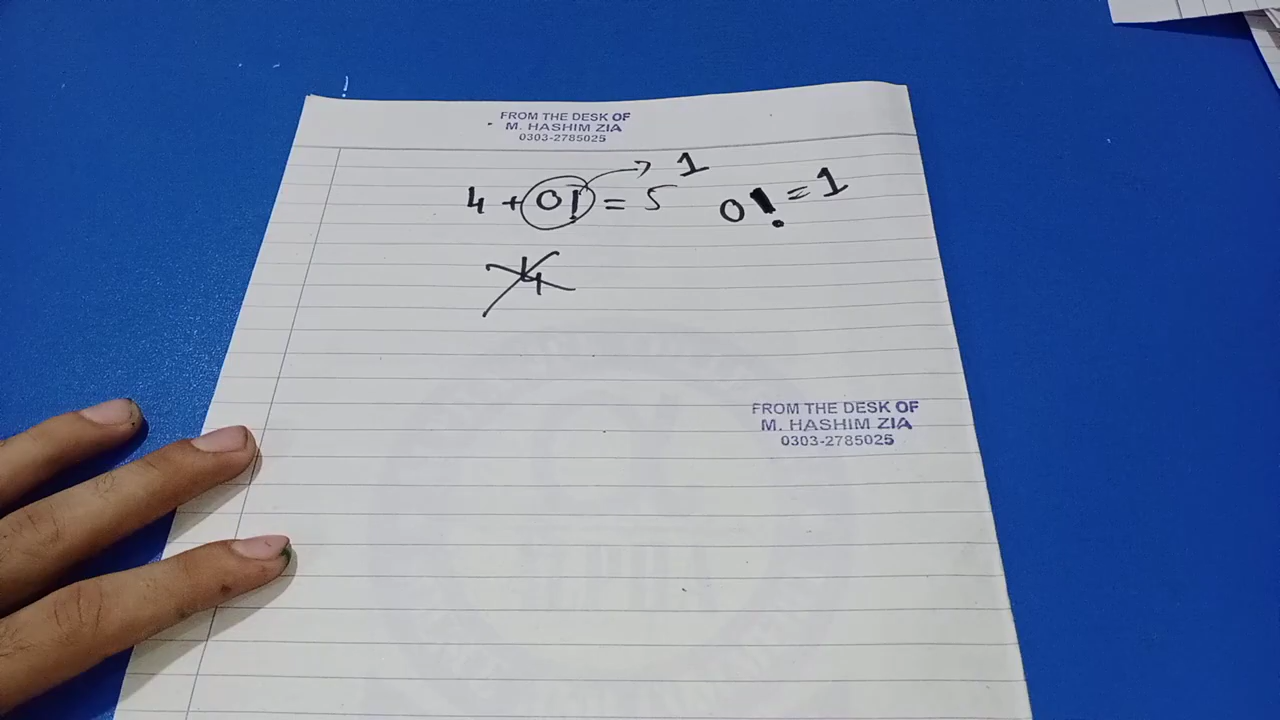 FROM THE DESK OF
M. HASHIM ZIA
0303-2785025
1
4 + 0! = 5
0! = 1
4
FROM THE DESK OF
M. HASHIM ZIA
0303-2785025